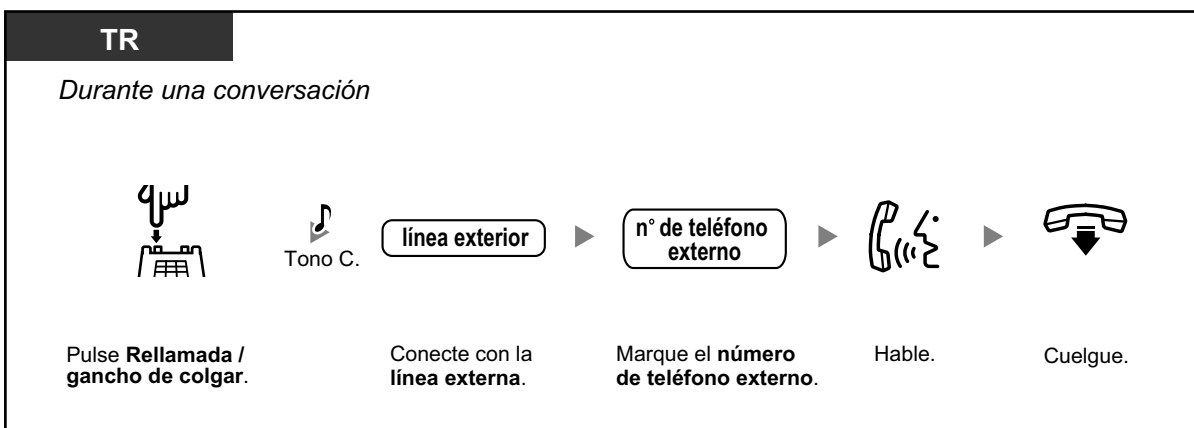 TR
Durante una conversación
Tono C.
línea exterior
n° de teléfono
externo
Pulse Rellamada /
gancho de colgar.
Conecte con la
línea externa.
Marque el número
de teléfono externo.
Hable.
Cuelgue.